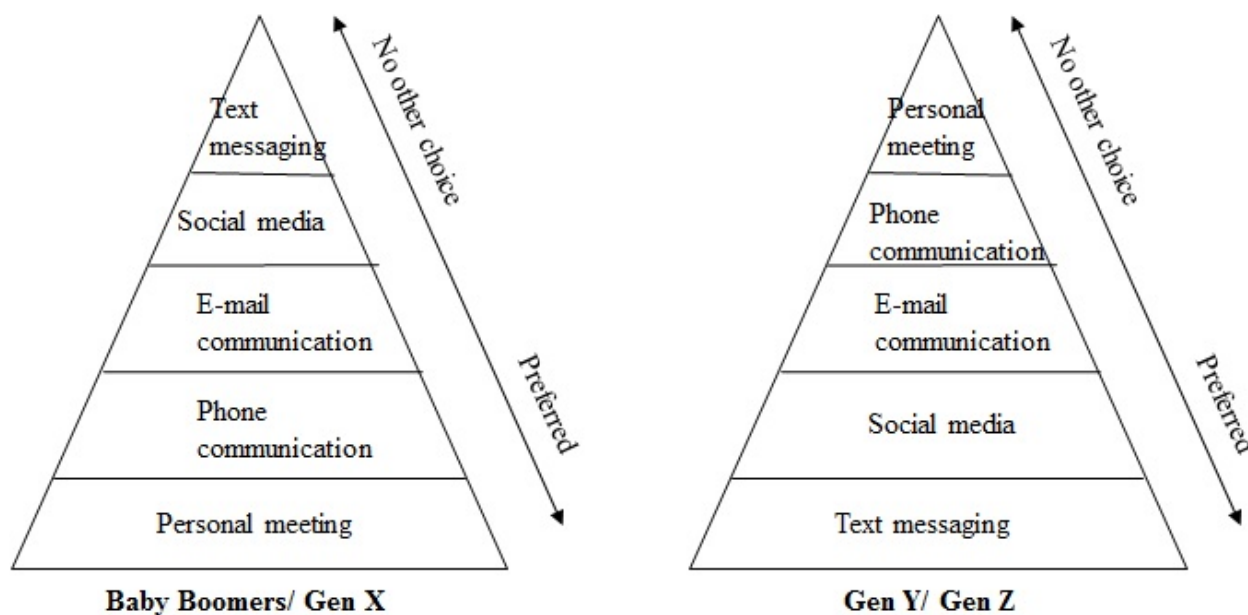 Text
messaging
Social media
E-mail
communication
Phone
communication
Personal meeting
No other choice
Preferred
Baby Boomers/ Gen X
Personal
meeting
Phone
communication
E-mail
communication
Social media
Text messaging
No other choice
Preferred
Gen Y/ Gen Z